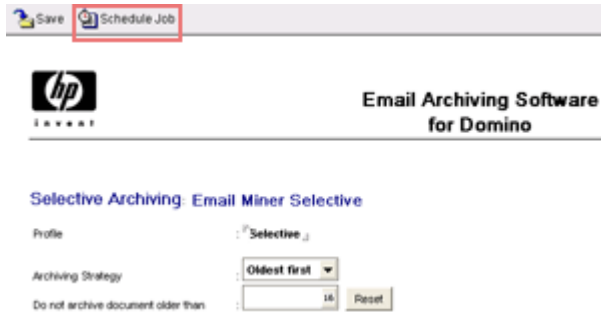 Save Schedule Job
hp
invent
Email Archiving Software
for Domino
Selective Archiving: Email Miner Selective
Profile : Selective
Archiving Strategy : Oldest first
Do not archive document older than : 16 Reset